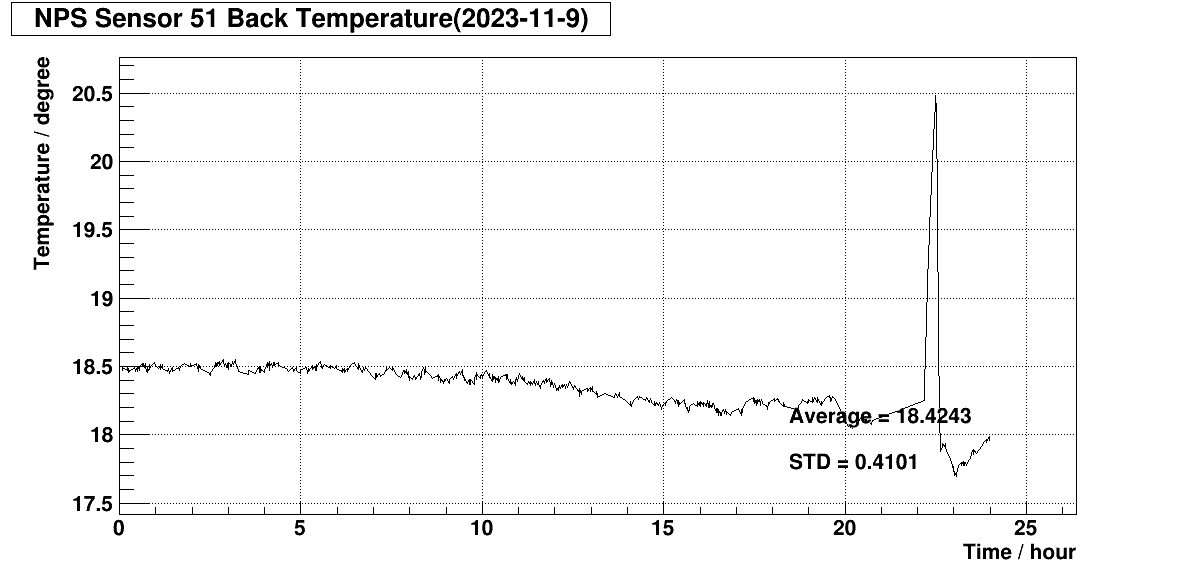 NPS Sensor 51 Back Temperature(2023-11-9)
Temperature / degree
20.5
20
19.5
19
18.5
18
17.5
Average = 18.4243
STD = 0.4101
0 5 10 15 20 25
Time / hour